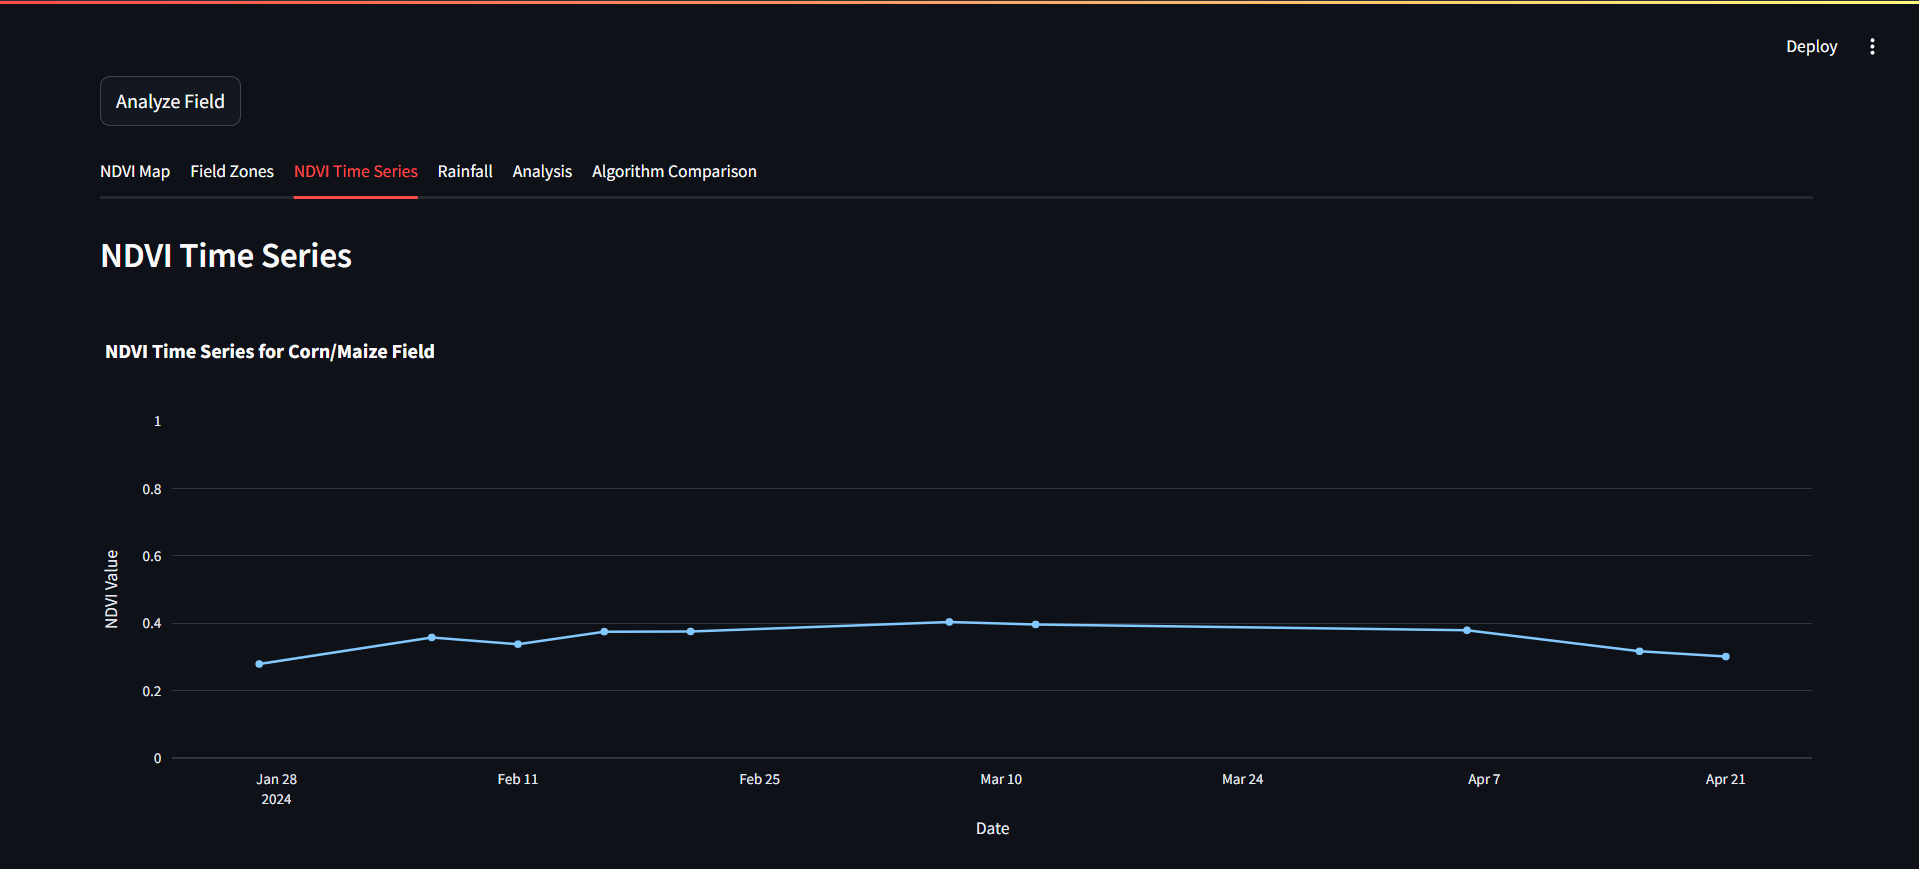 Deploy
Analyze Field
NDVI Map Field Zones NDVI Time Series Rainfall Analysis Algorithm Comparison
NDVI Time Series
NDVI Time Series for Corn/Maize Field
1
0.8
0.6
0.4
0.2
0
NDVI Value
Jan 28 Feb 11 Feb 25 Mar 10 Mar 24 Apr 7 Apr 21
2024
Date